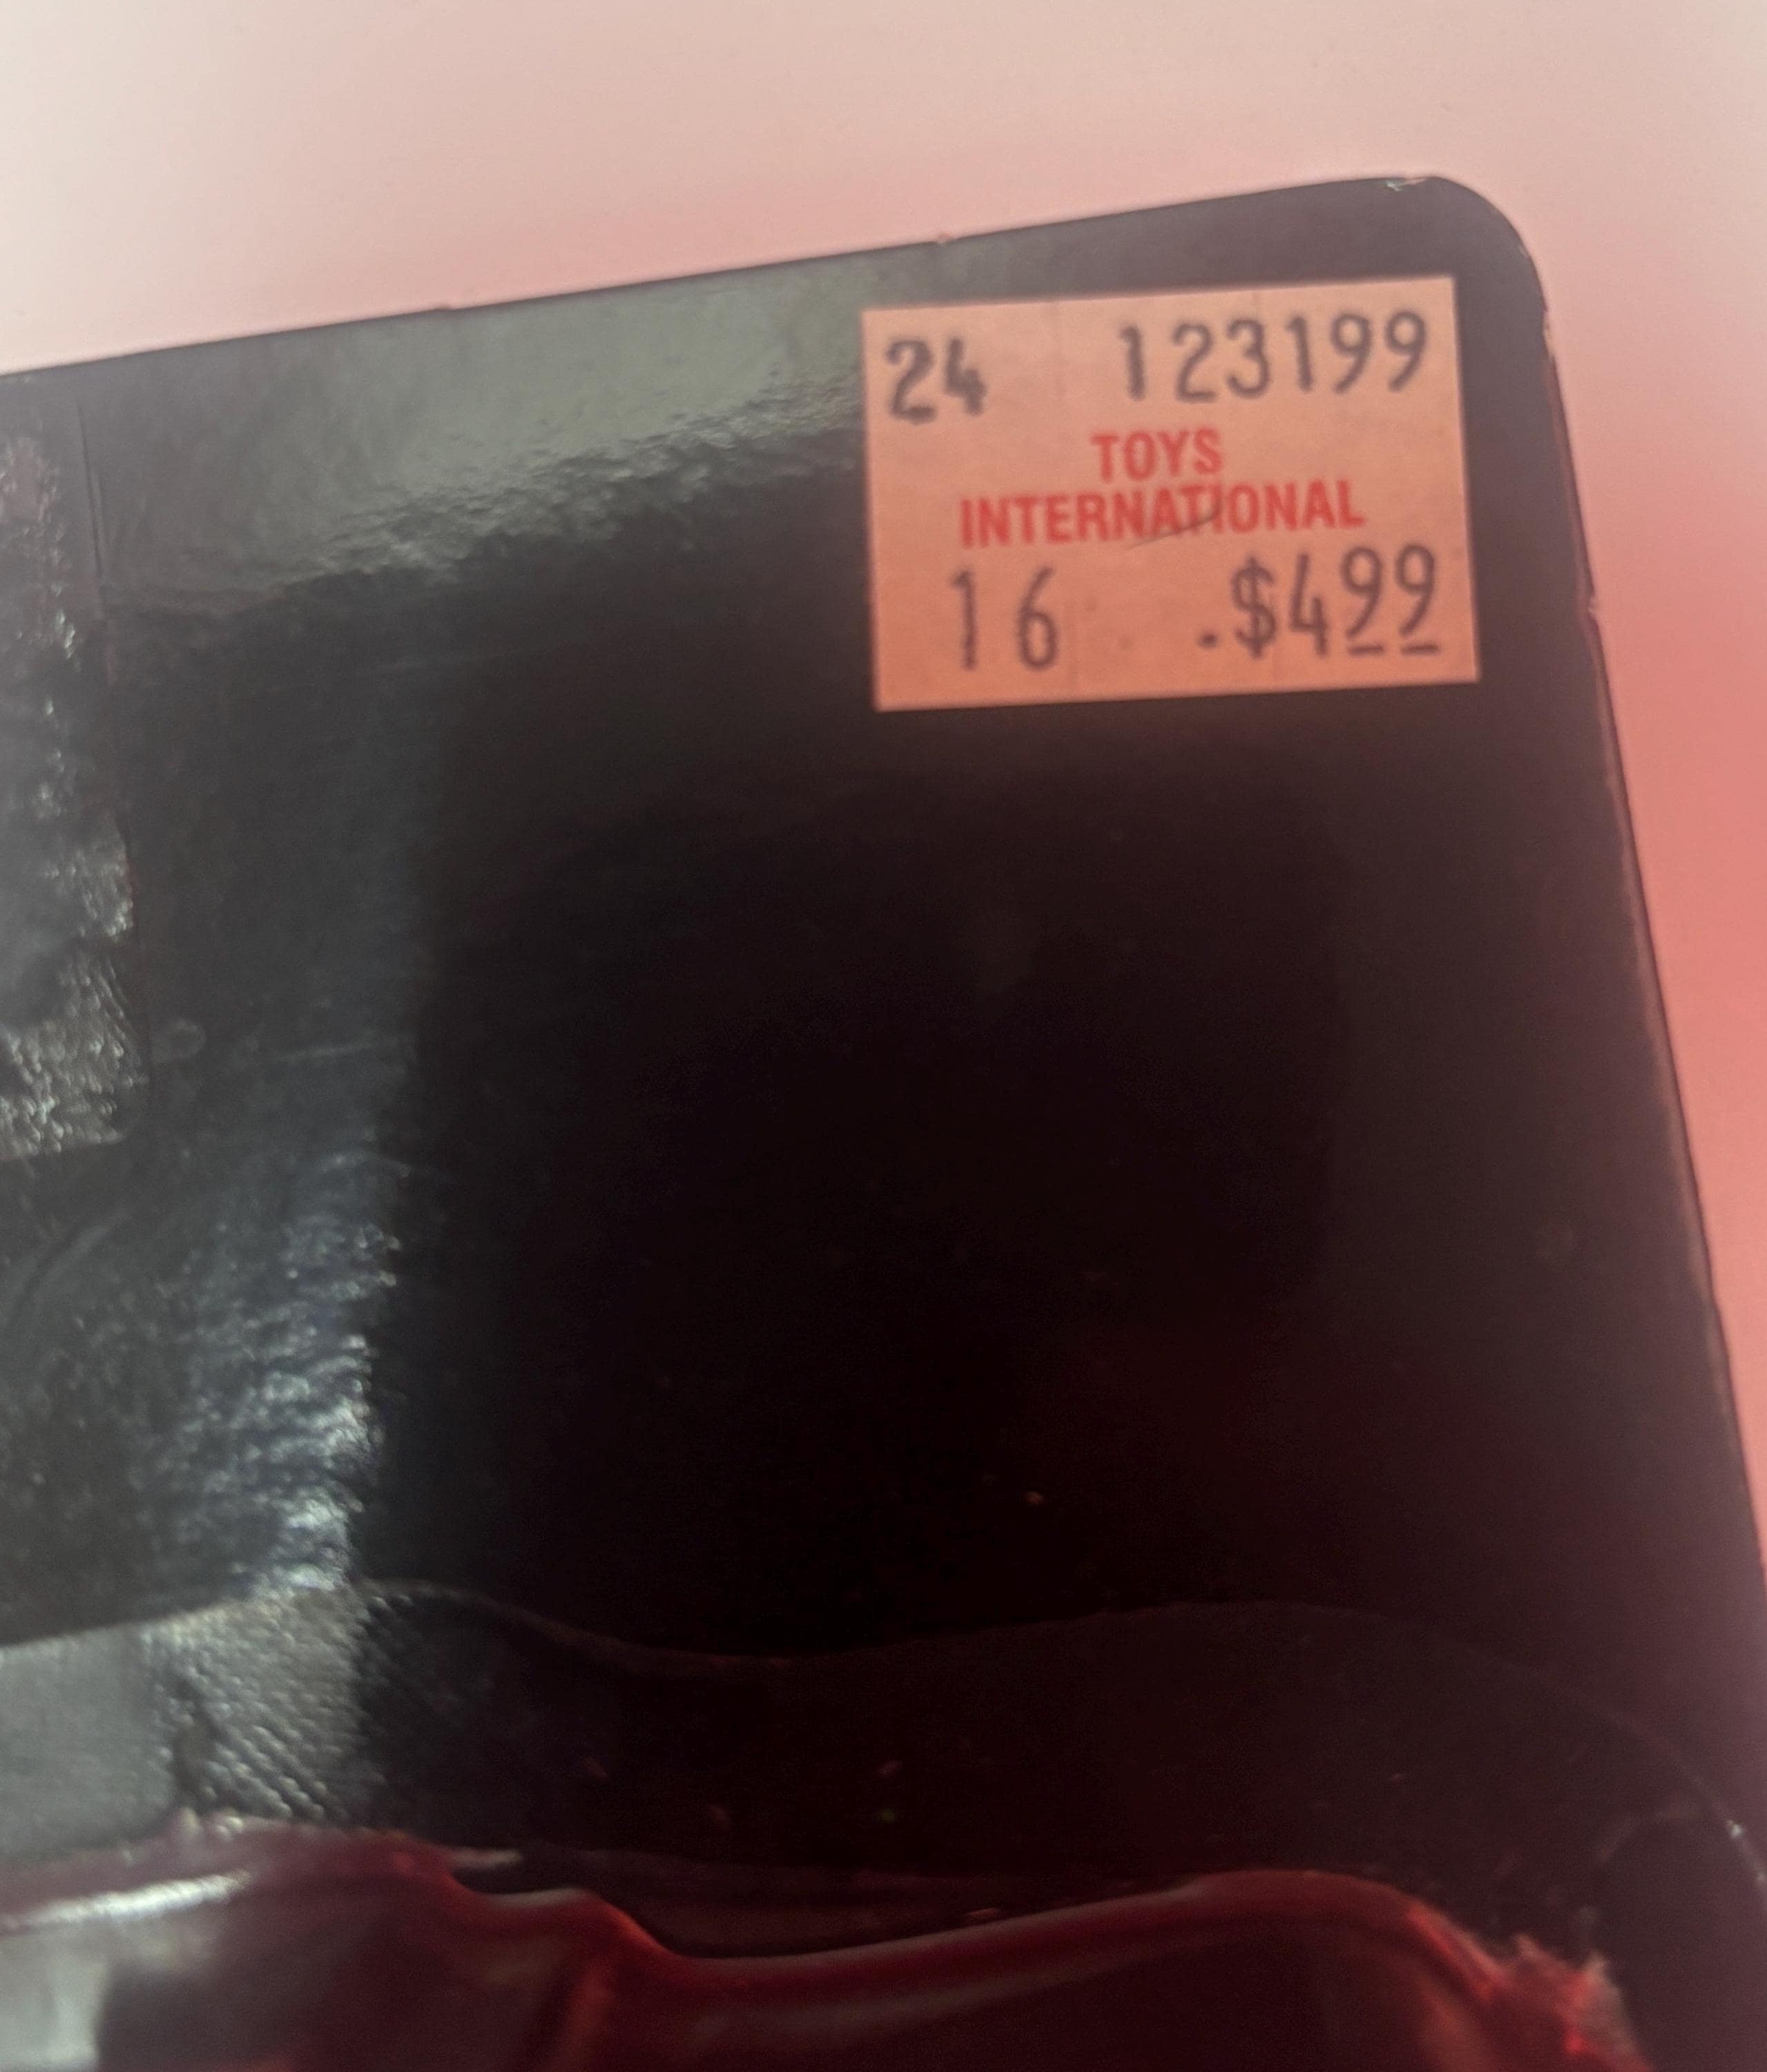 24 123199
TOYS
INTERNATIONAL
16 .$499